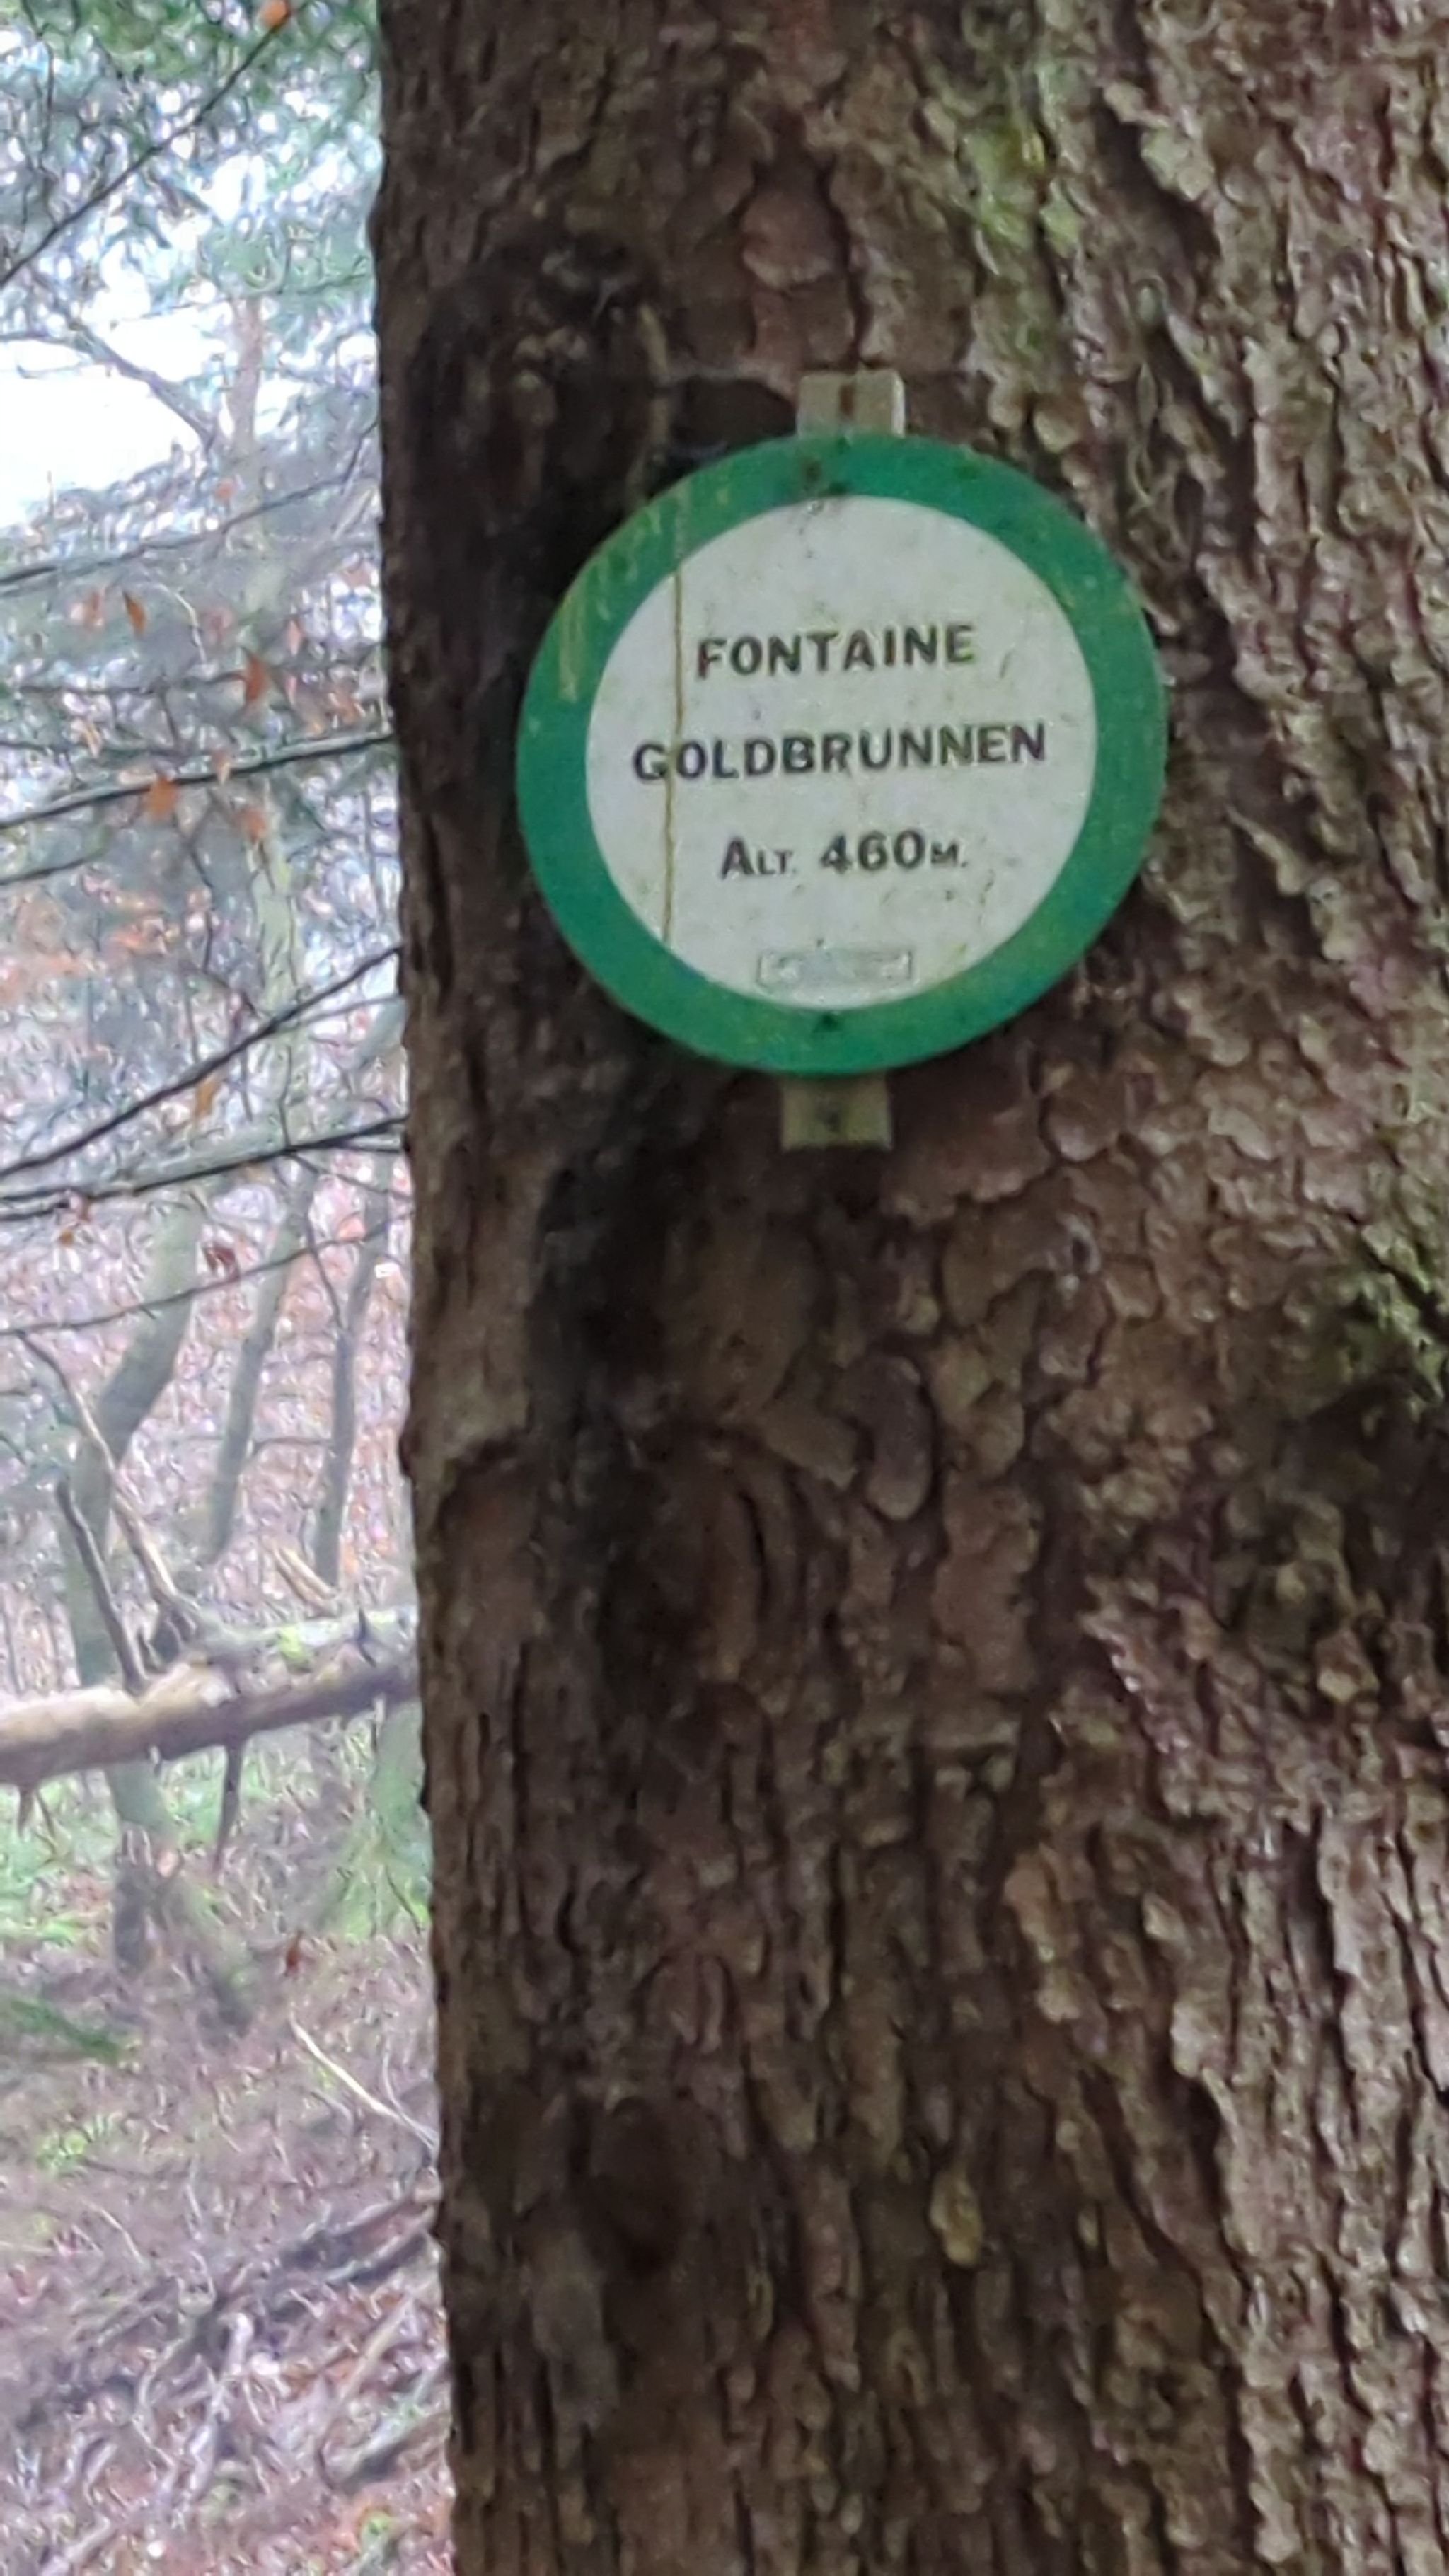 FONTAINE
GOLDBRUNNEN
ALT. 460M.